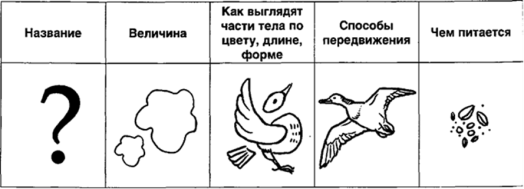 Название
Величина
Как выглядят
части тела по
цвету, длине,
форме
Способы
передвижения
Чем питается
?